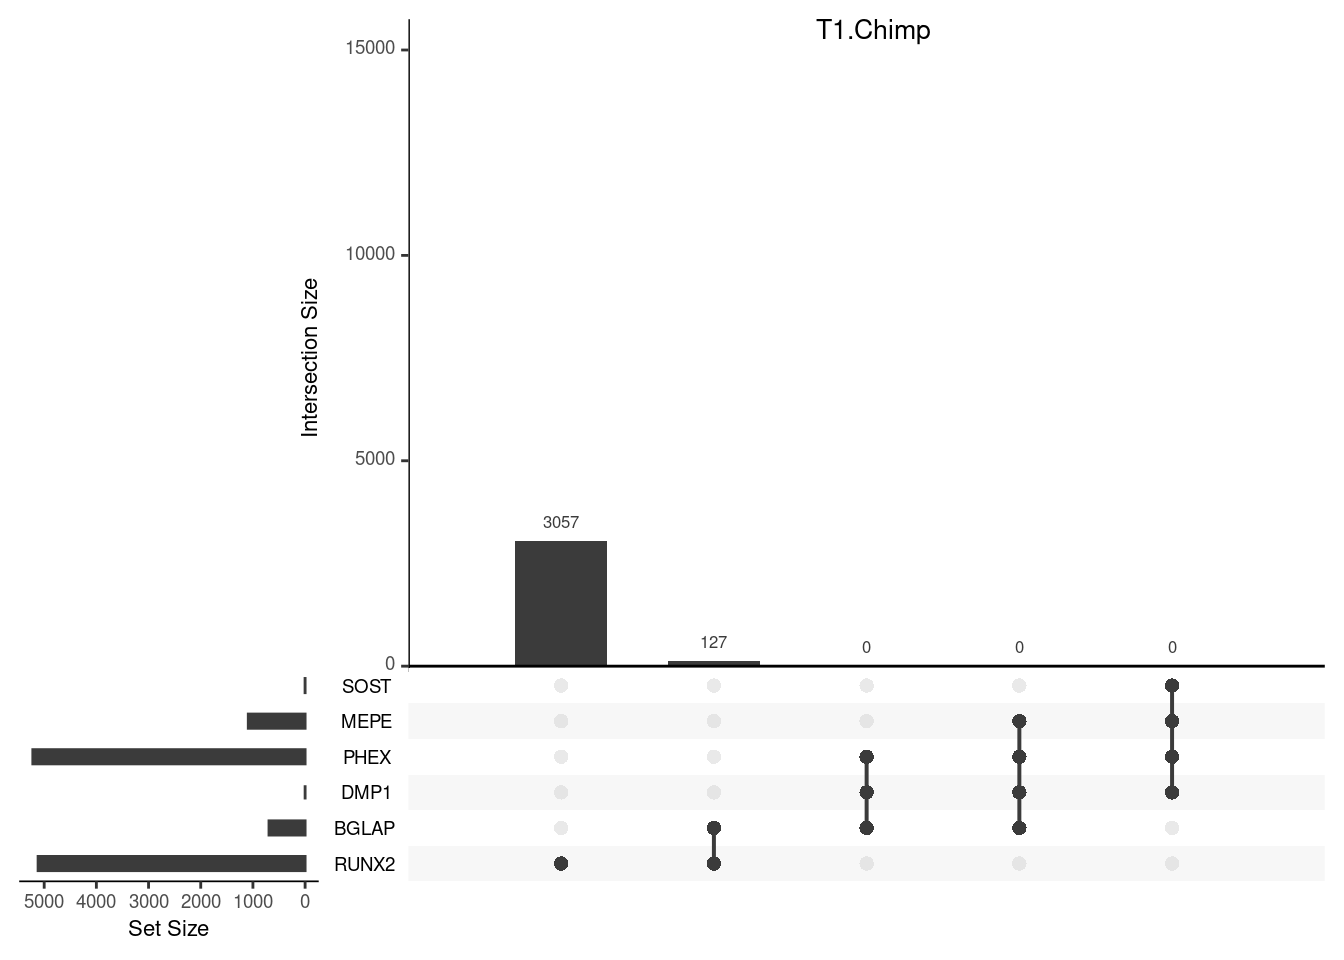 T1.Chimp
15000
10000
5000
0
Intersection Size
3057
127
0
0
0
SOST
MEPE
PHEX
DMP1
BGLAP
RUNX2
5000 4000 3000 2000 1000 0
Set Size